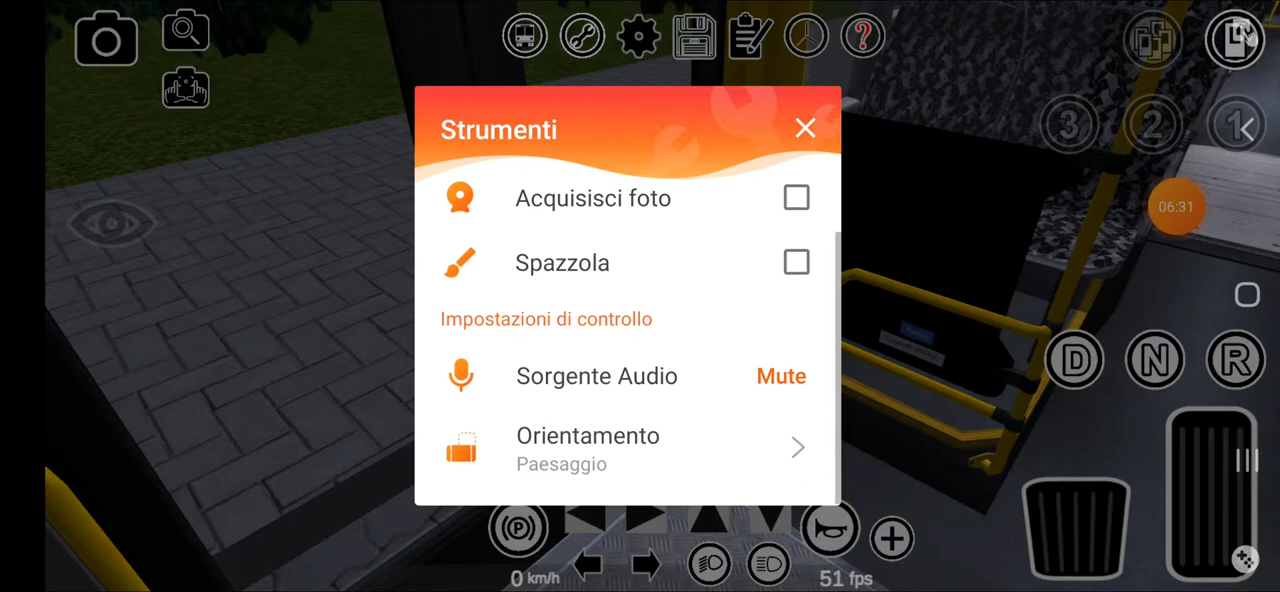 Strumenti
Acquisisci foto
Spazzola
Impostazioni di controllo
Sorgente Audio Mute
Orientamento
Paesaggio
3 2 1
06:31
D N R
P
0 km/h
51 fps